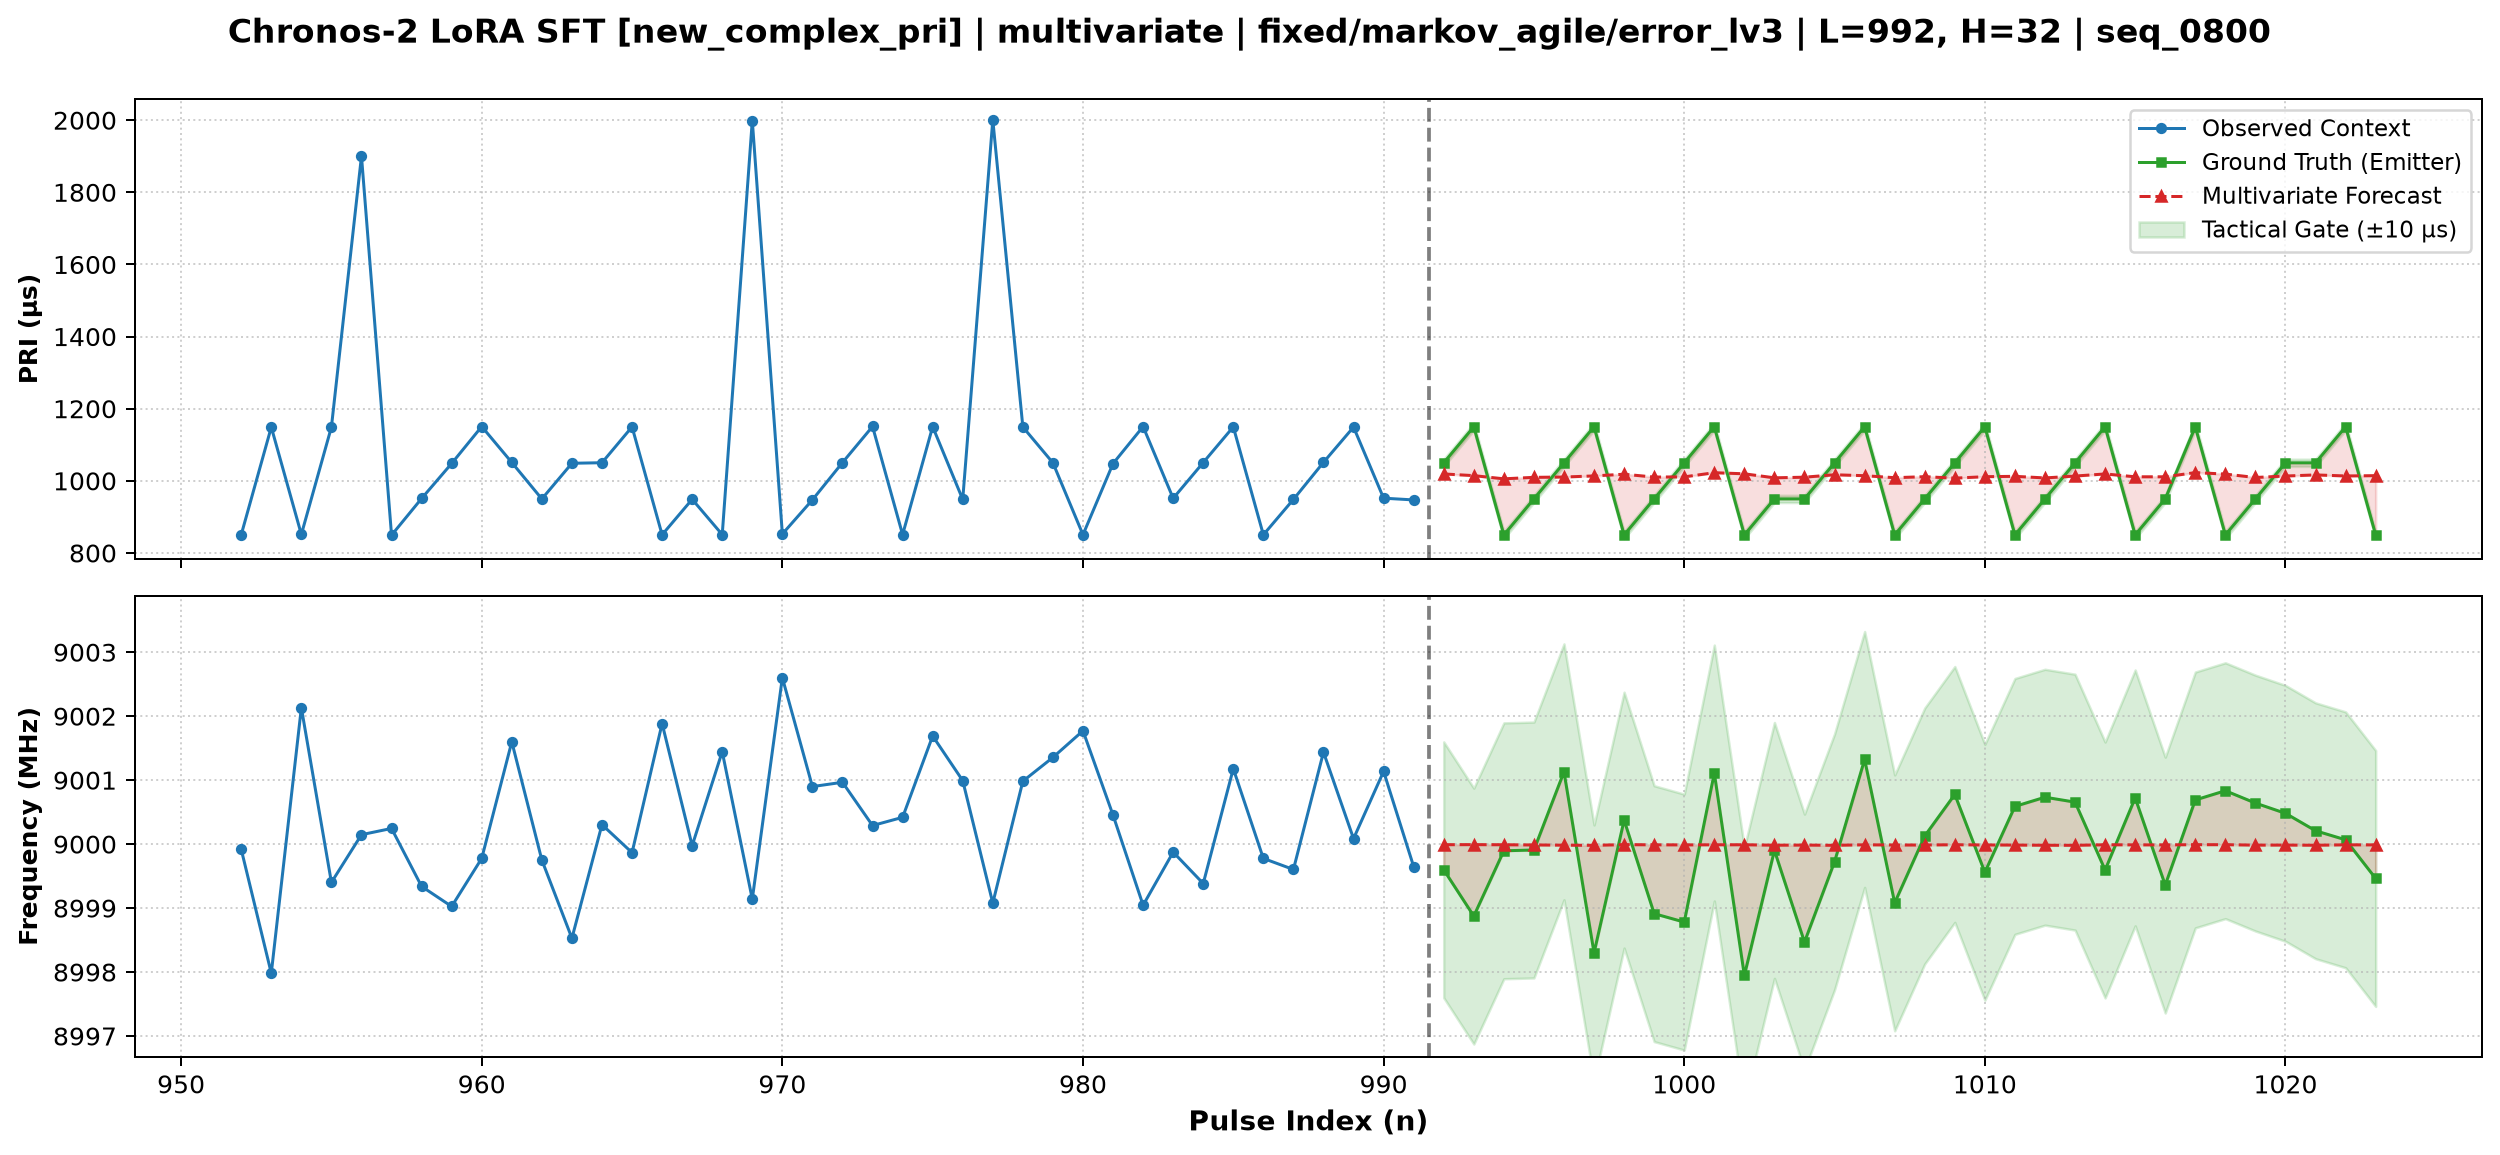 Chronos-2 LoRA SFT [new_complex_pri] | multivariate | fixed/markov_agile/error_lv3 | L=992, H=32 | seq_0800
2000
1800
1600
1400
1200
1000
800
PRI (µs)
Observed Context
Ground Truth (Emitter)
Multivariate Forecast
Tactical Gate (±10 µs)
9003
9002
9001
9000
8999
8998
8997
Frequency (MHz)
950 960 970 980 990 1000 1010 1020
Pulse Index (n)